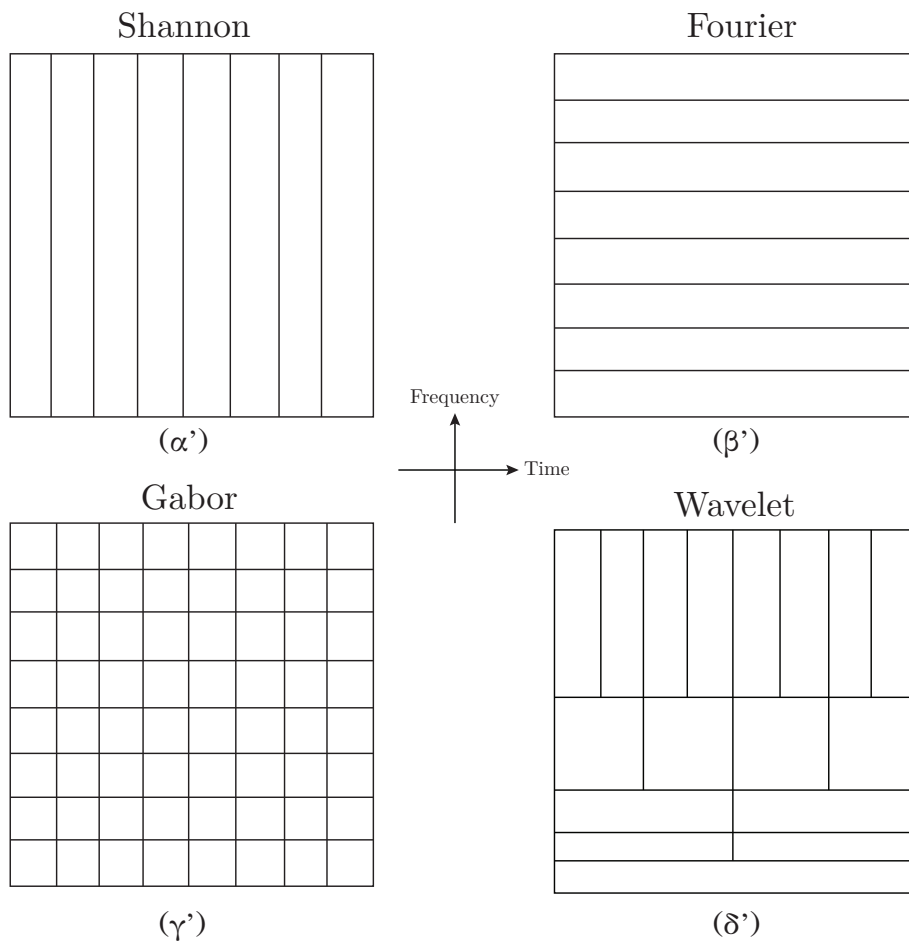 Shannon
Fourier
(α’)
(β’)
Frequency
Time
Gabor
Wavelet
(γ’)
(δ’)